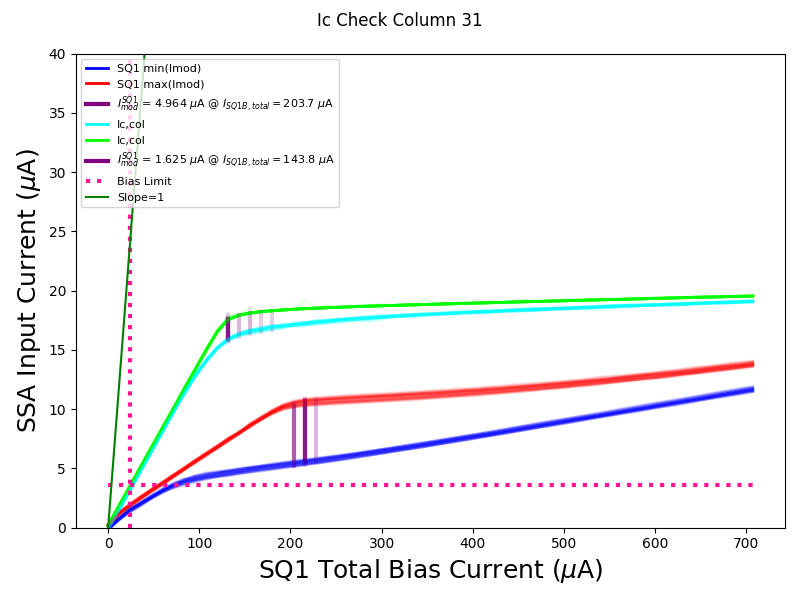 Ic Check Column 31
SSA Input Current (μA)
40
35
30
25
20
15
10
5
0
SQ1 min(Imod)
SQ1 max(Imod)
I_{mod}^{SQ1} = 4.964 μA @ I_{SQ1B, total} = 203.7 μA
Ic,col
Ic,col
I_{mod}^{SQ1} = 1.625 μA @ I_{SQ1B, total} = 143.8 μA
Bias Limit
Slope=1
0 100 200 300 400 500 600 700
SQ1 Total Bias Current (μA)